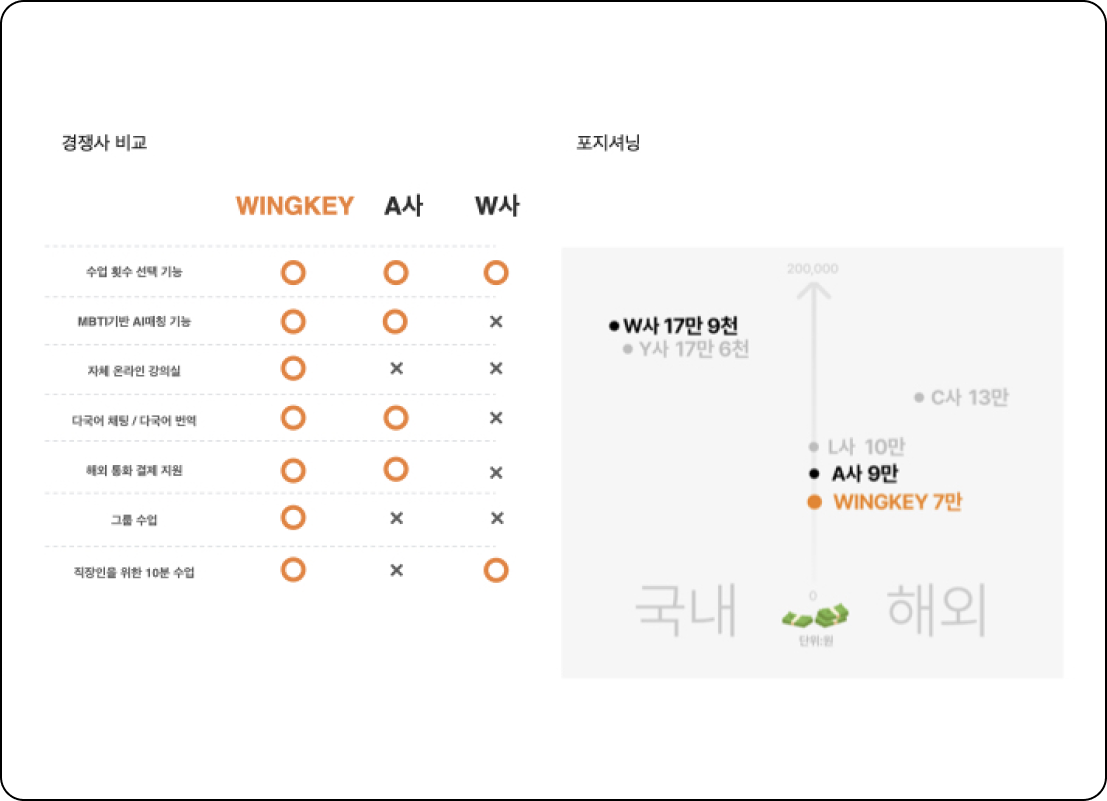 경쟁사 비교
WINGKEY A사 W사
수업 횟수 선택 기능
MBTI기반 AI매칭 기능
자체 온라인 강의실
다국어 채팅 / 다국어 번역
해외 통화 결제 지원
그룹 수업
직장인을 위한 10분 수업
포지셔닝
200,000
W사 17만 9천
Y사 17만 6천
C사 13만
L사 10만
A사 9만
WINGKEY 7만
0
국내 해외
단위:원